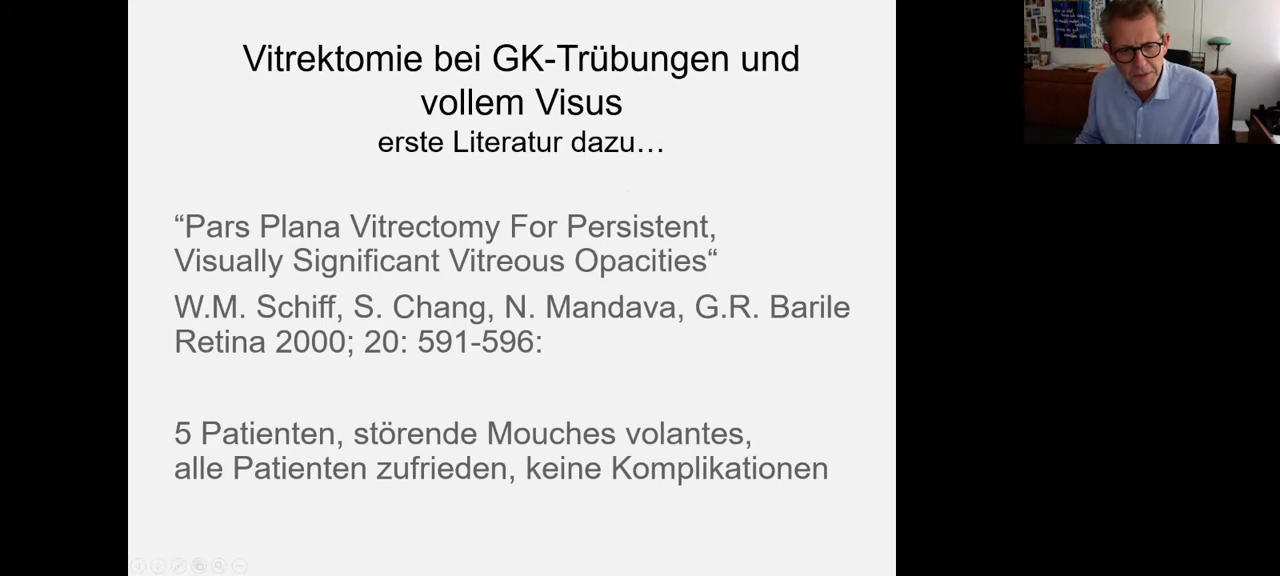 Vitrektomie bei GK-Trübungen und
vollem Visus
erste Literatur dazu…
“Pars Plana Vitrectomy For Persistent,
Visually Significant Vitreous Opacities“
W.M. Schiff, S. Chang, N. Mandava, G.R. Barile
Retina 2000; 20: 591-596:
5 Patienten, störende Mouches volantes,
alle Patienten zufrieden, keine Komplikationen